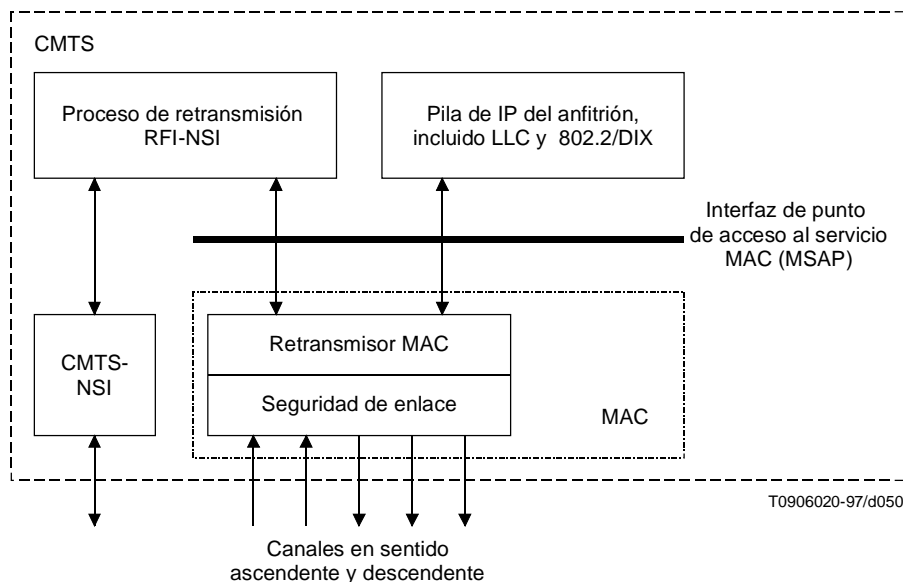 CMTS
Proceso de retransmisión
RFI-NSI
Pila de IP del anfitrión,
incluido LLC y 802.2/DIX
Interfaz de punto
de acceso al servicio
MAC (MSAP)
CMTS-
NSI
Retransmisor MAC
Seguridad de enlace
MAC
T0906020-97/d050
Canales en sentido
ascendente y descendente